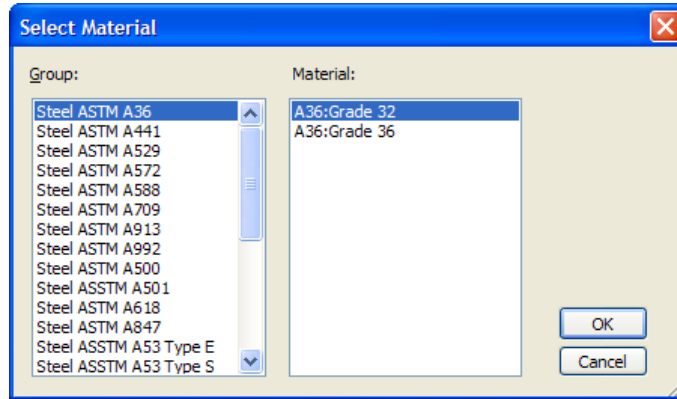 Select Material
Group:
Material:
Steel ASTM A36
Steel ASTM A441
Steel ASTM A529
Steel ASTM A572
Steel ASTM A588
Steel ASTM A709
Steel ASTM A913
Steel ASTM A992
Steel ASTM A500
Steel ASSTM A501
Steel ASTM A618
Steel ASTM A847
Steel ASSTM A53 Type E
Steel ASSTM A53 Type S
A36:Grade 32
A36:Grade 36
OK
Cancel